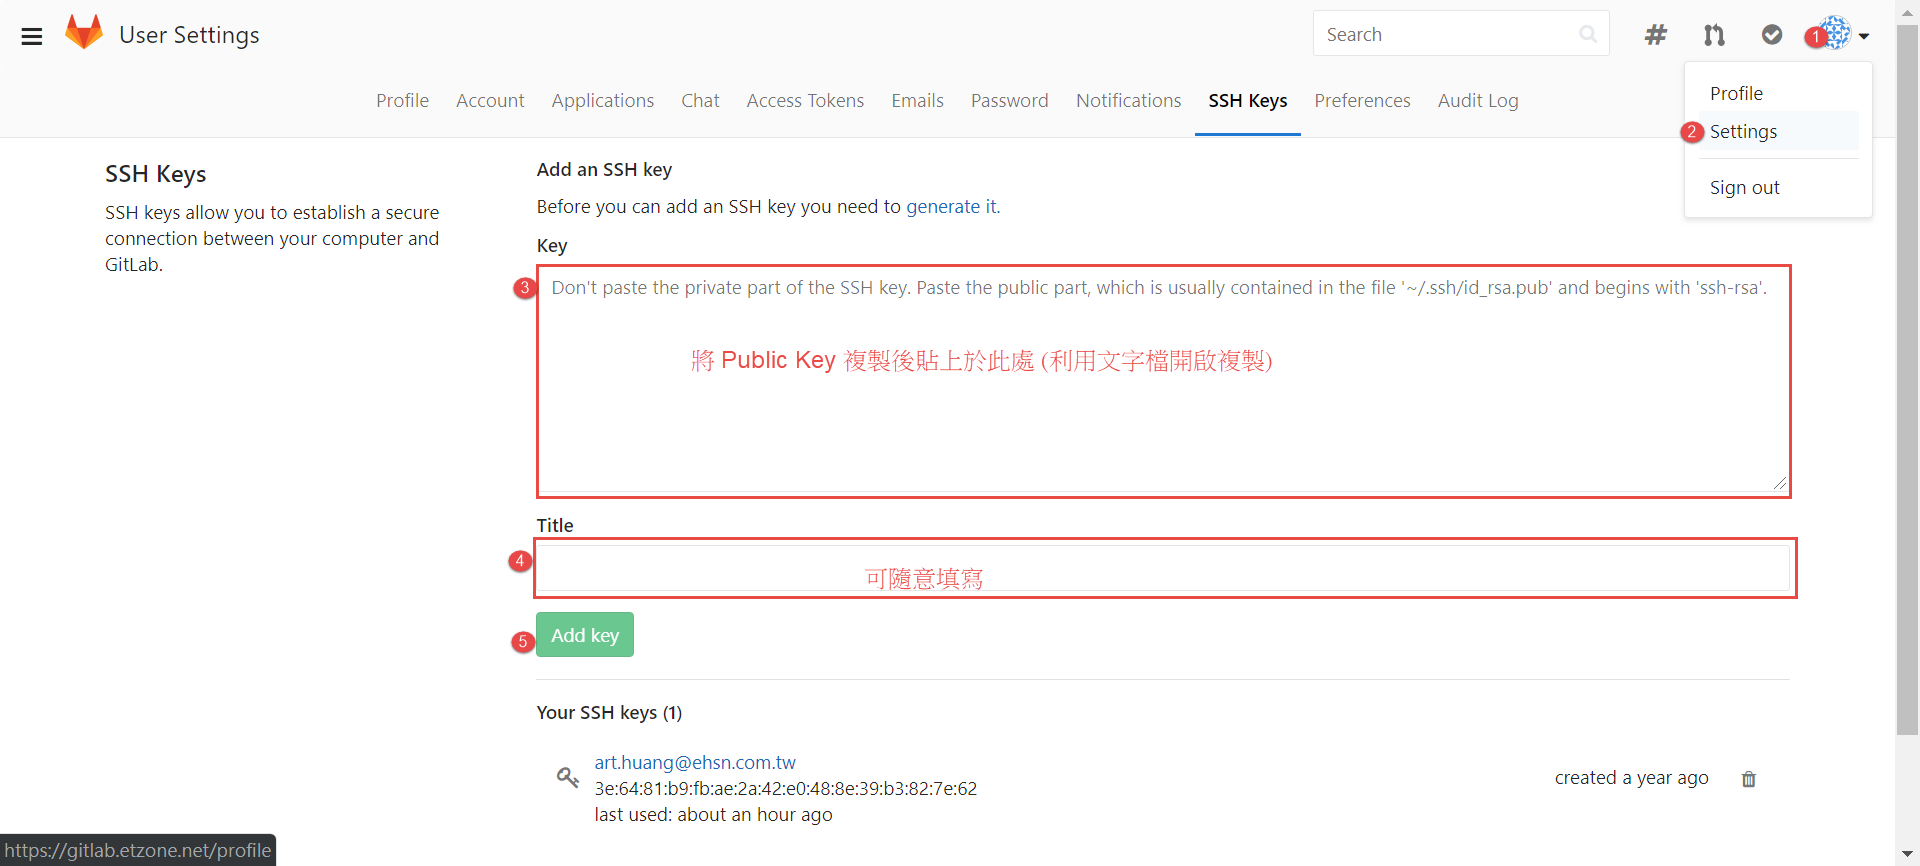 User Settings
Search
1
Profile Account Applications Chat Access Tokens Emails Password Notifications SSH Keys Preferences Audit Log
Profile
2 Settings
Sign out
SSH Keys
SSH keys allow you to establish a secure
connection between your computer and
GitLab.
Add an SSH key
Before you can add an SSH key you need to generate it.
Key
3 Don't paste the private part of the SSH key. Paste the public part, which is usually contained in the file '~/.ssh/id_rsa.pub' and begins with 'ssh-rsa'.
將 Public Key 複製後貼上於此處 (利用文字檔開啟複製)
Title
4
可隨意填寫
5 Add key
Your SSH keys (1)
art.huang@ehsn.com.tw
3e:64:81:b9:fb:ae:2a:42:e0:48:8e:39:b3:82:7e:62
last used: about an hour ago
created a year ago
https://gitlab.etzone.net/profile